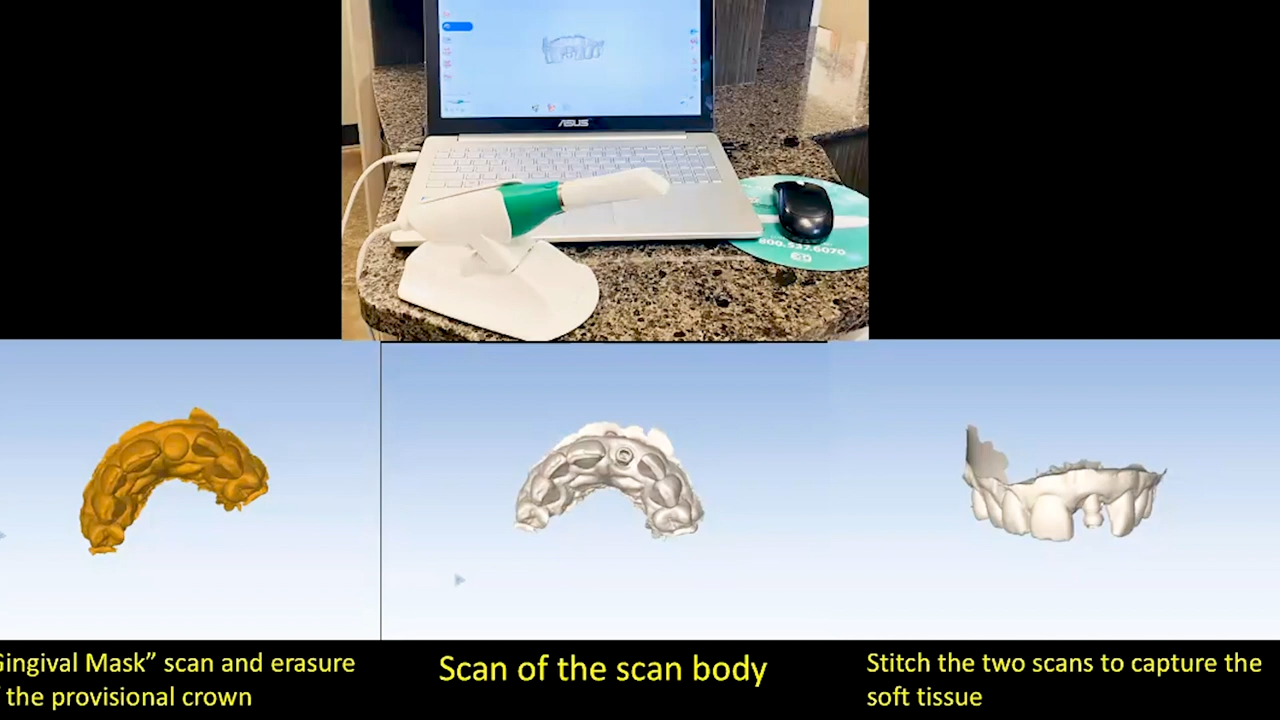 ASUS
800.537.6070
Gingival Mask” scan and erasure
the provisional crown
Scan of the scan body
Stitch the two scans to capture the
soft tissue